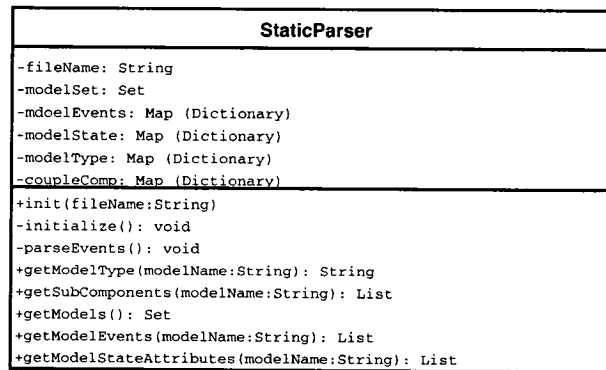 StaticParser
-fileName: String
-modelSet: Set
-mdoelEvents: Map (Dictionary)
-modelState: Map (Dictionary)
-modelType: Map (Dictionary)
-coupleComp: Map (Dictionary)
+init(fileName:String)
-initialize(): void
-parseEvents(): void
+getModelType(modelName:String): String
+getSubComponents(modelName:String): List
+getModels(): Set
+getModelEvents(modelName:String): List
+getModelStateAttributes(modelName:String): List